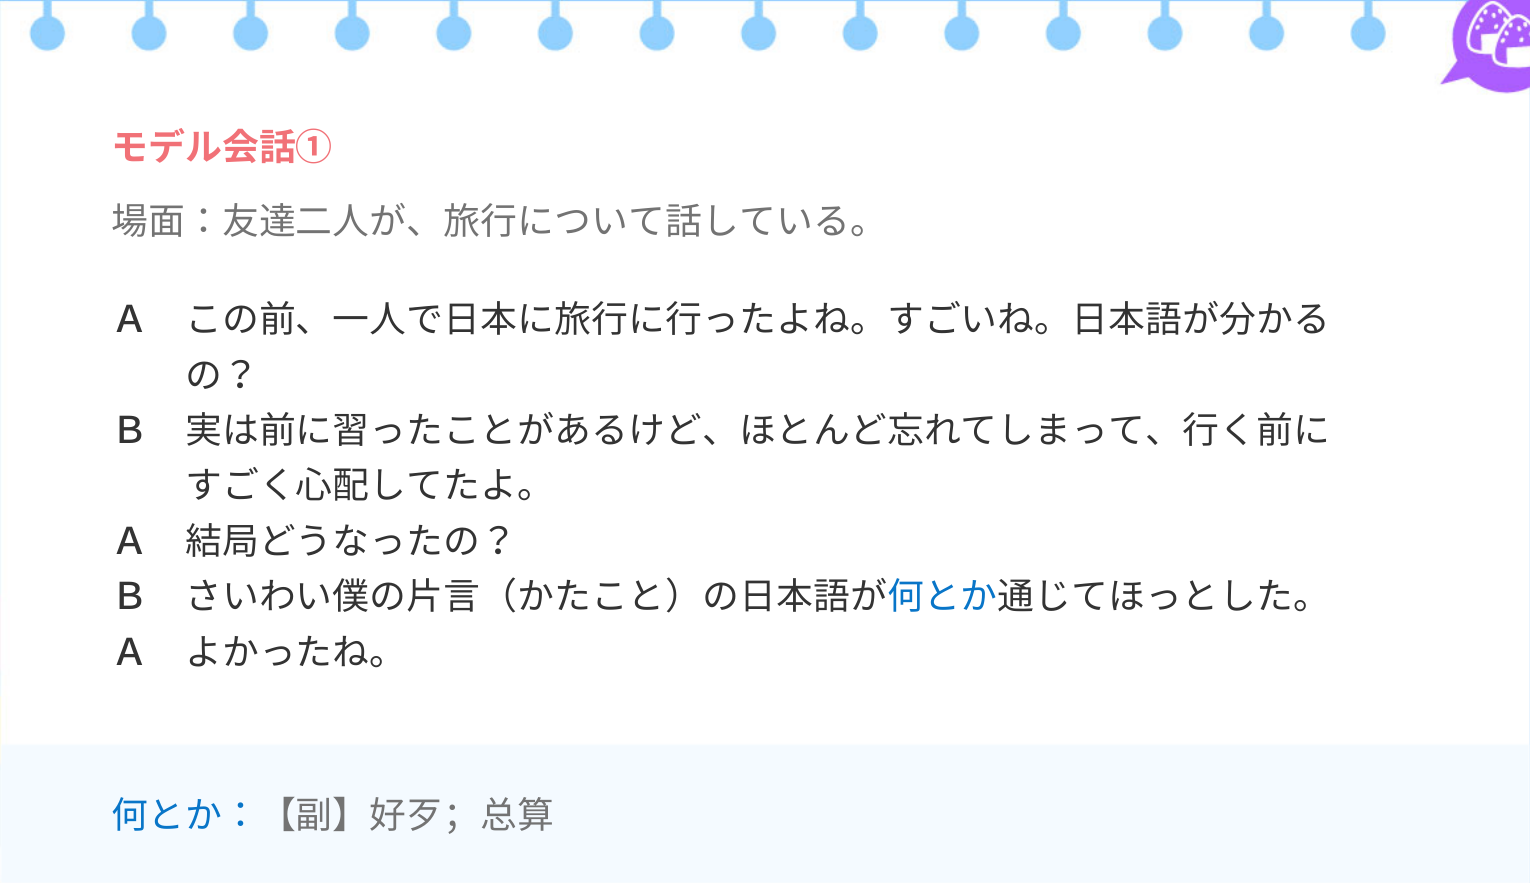 モデル会話①
場面：友達二人が、旅行について話している。
A この前、一人で日本に旅行に行ったよね。すごいね。日本語が分かる
の？
B 実は前に習ったことがあるけど、ほとんど忘れてしまって、行く前に
すごく心配してたよ。
A 結局どうなったの？
B さいわい僕の片言（かたこと）の日本語が何とか通じてほっとした。
A よかったね。
何とか：【副】好歹；总算